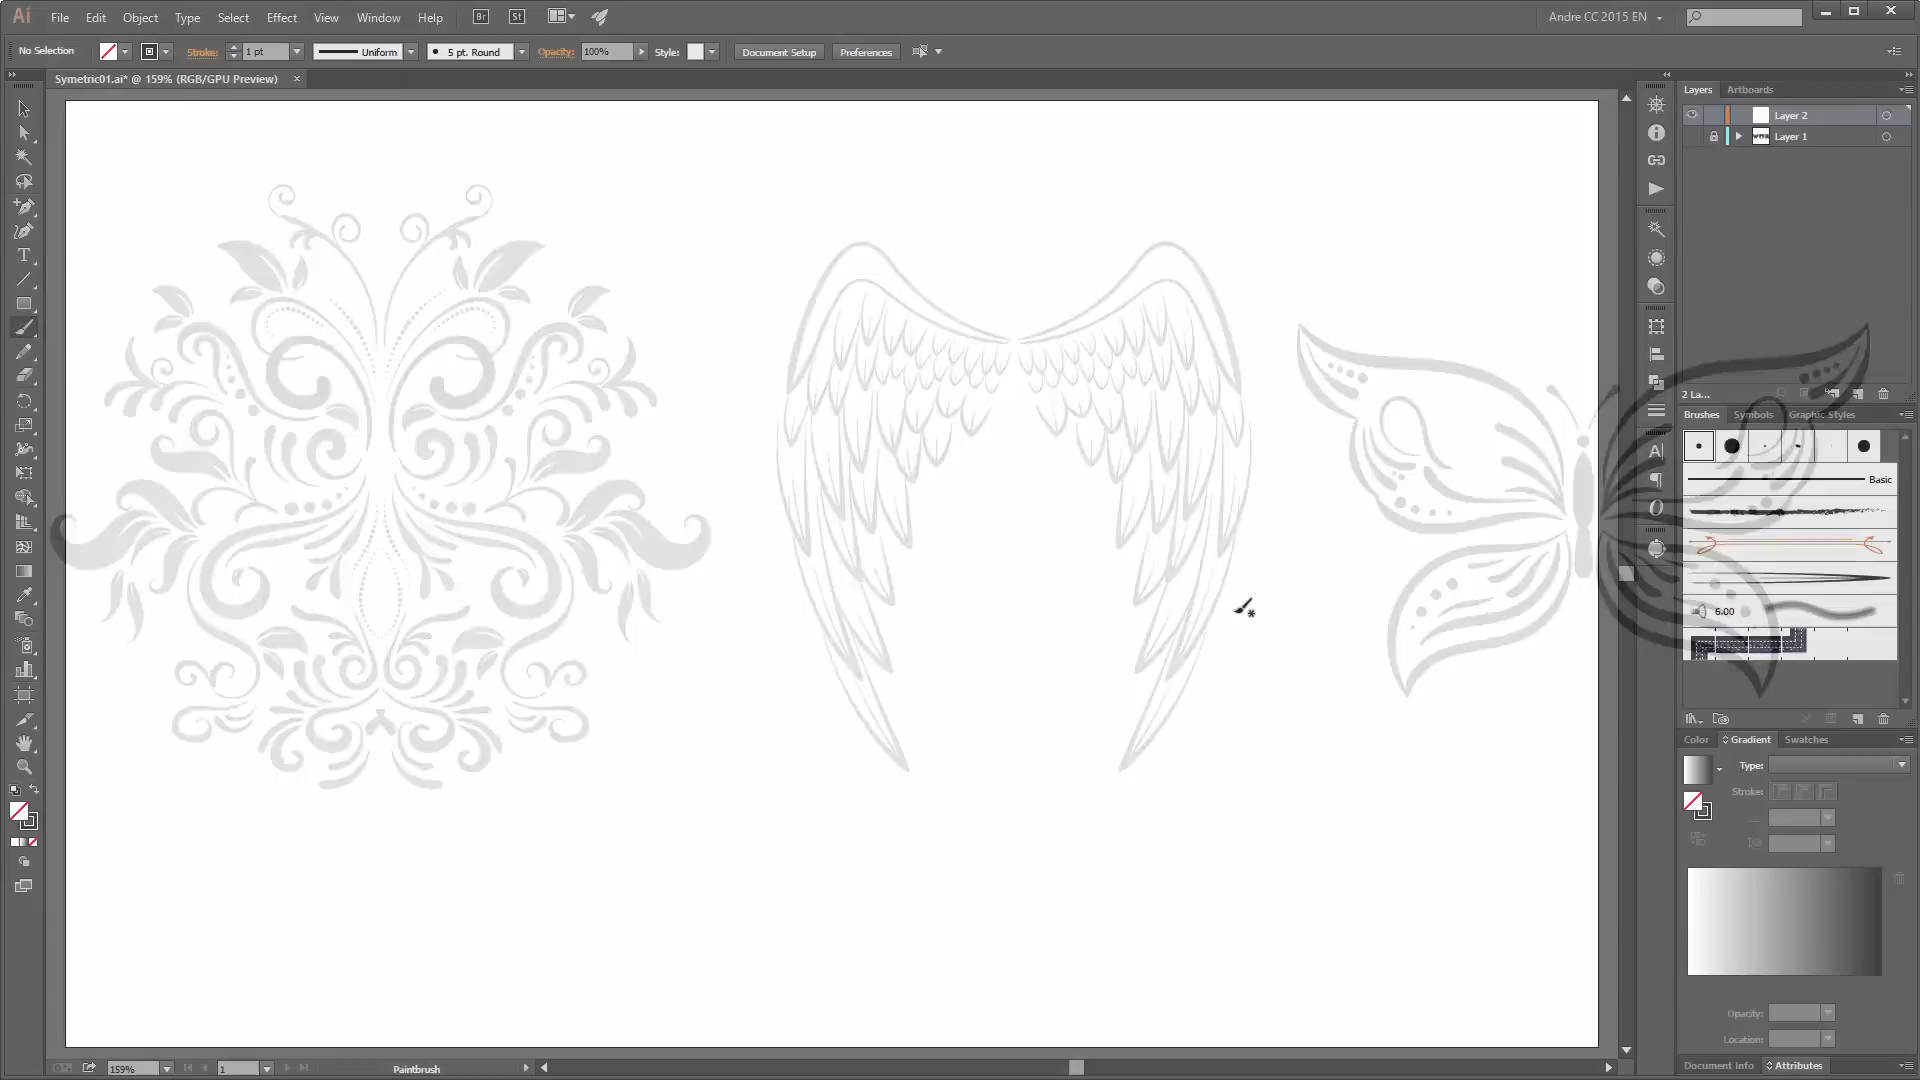 Ai File Edit Object Type Select Effect View Window Help Br St Andre CC 2015 EN
No Selection Stroke: 1 pt Uniform 5 pt. Round Opacity: 100% Style: Document Setup Preferences
Symetric01.ai* @ 159% (RGB/GPU Preview)
Layers Artboards
Layer 2
Layer 1
2 La...
Brushes Symbols Graphic Styles
Basic
6.00
Color Gradient Swatches
Type:
Stroke:
Opacity:
Location:
159% 1 Paintbrush
Document Info Attributes